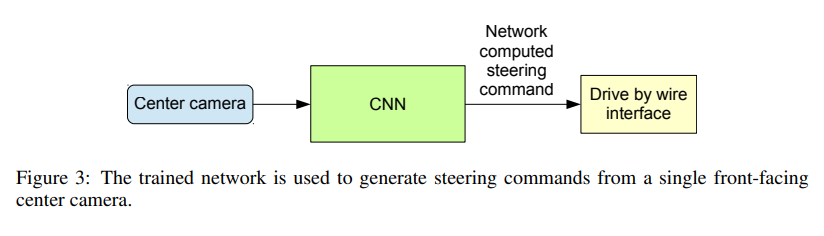 Network
computed
steering
command
Center camera
CNN
Drive by wire
interface
Figure 3: The trained network is used to generate steering commands from a single front-facing
center camera.